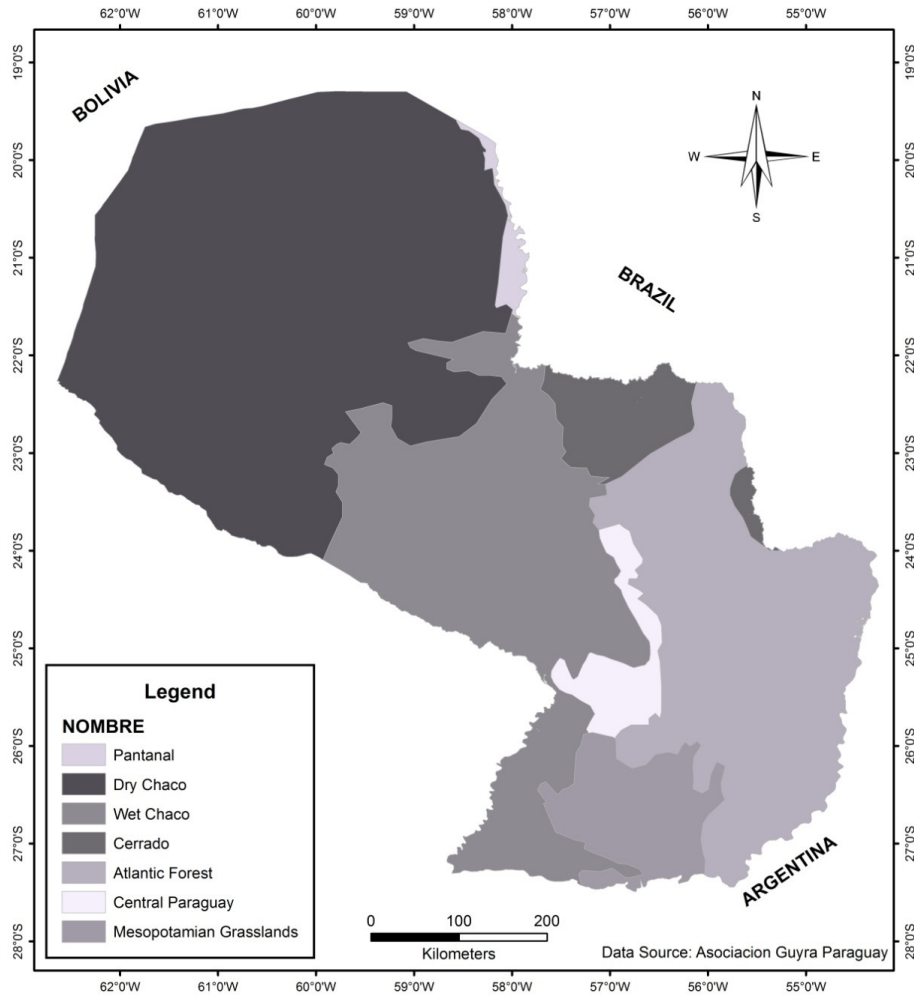 62°0'W 61°0'W 60°0'W 59°0'W 58°0'W 57°0'W 56°0'W 55°0'W
19°0'S
20°0'S
21°0'S
22°0'S
23°0'S
24°0'S
25°0'S
26°0'S
27°0'S
28°0'S
BOLIVIA
N
W E
S
BRAZIL
ARGENTINA
Legend
NOMBRE
Pantanal
Dry Chaco
Wet Chaco
Cerrado
Atlantic Forest
Central Paraguay
Mesopotamian Grasslands
0 100 200
Kilometers
Data Source: Asociacion Guyra Paraguay
19°0'S
20°0'S
21°0'S
22°0'S
23°0'S
24°0'S
25°0'S
26°0'S
27°0'S
28°0'S
62°0'W 61°0'W 60°0'W 59°0'W 58°0'W 57°0'W 56°0'W 55°0'W